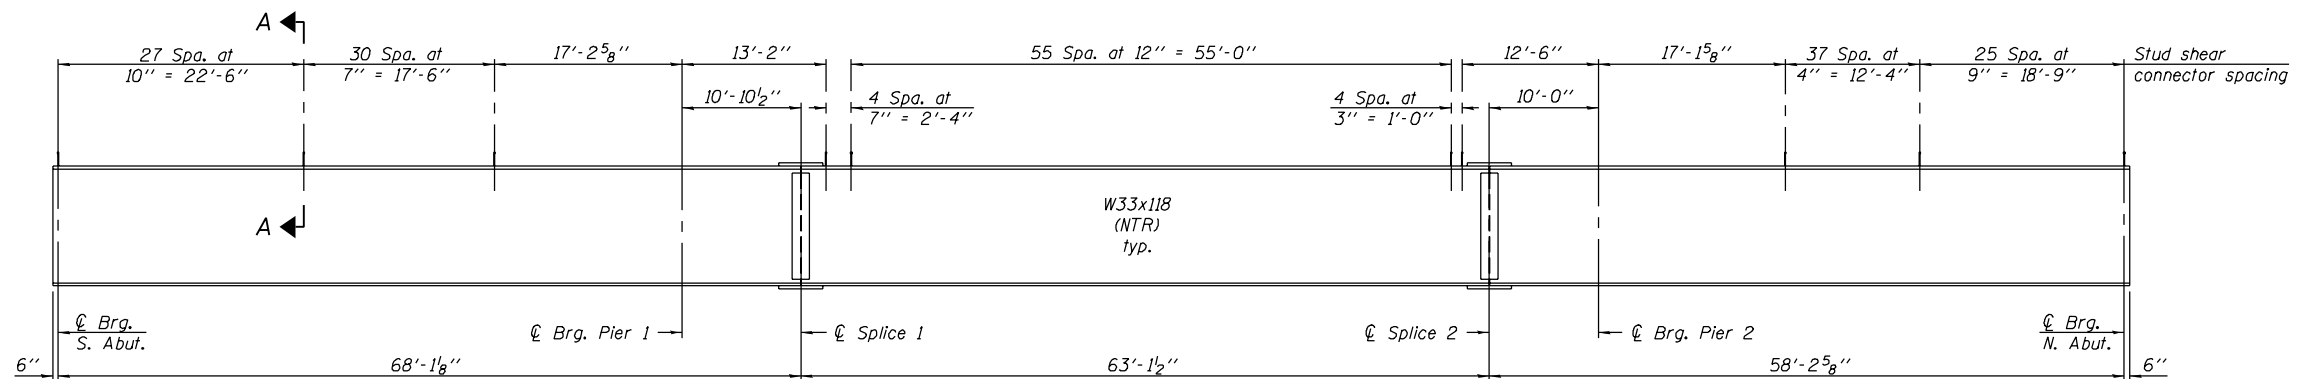 A
27 Spa. at
10" = 22'-6"
30 Spa. at
7" = 17'-6"
17'-2⅝"
13'-2"
55 Spa. at 12" = 55'-0"
12'-6"
17'-1⅝"
37 Spa. at
4" = 12'-4"
25 Spa. at
9" = 18'-9"
Stud shear
connector spacing
10'-10½"
4 Spa. at
7" = 2'-4"
4 Spa. at
3" = 1'-0"
10'-0"
A
W33x118
(NTR)
typ.
℄ Brg.
S. Abut.
℄ Brg. Pier 1
℄ Splice 1
℄ Splice 2
℄ Brg. Pier 2
℄ Brg.
N. Abut.
6"
68'-1⅛"
63'-1½"
58'-2⅝"
6"